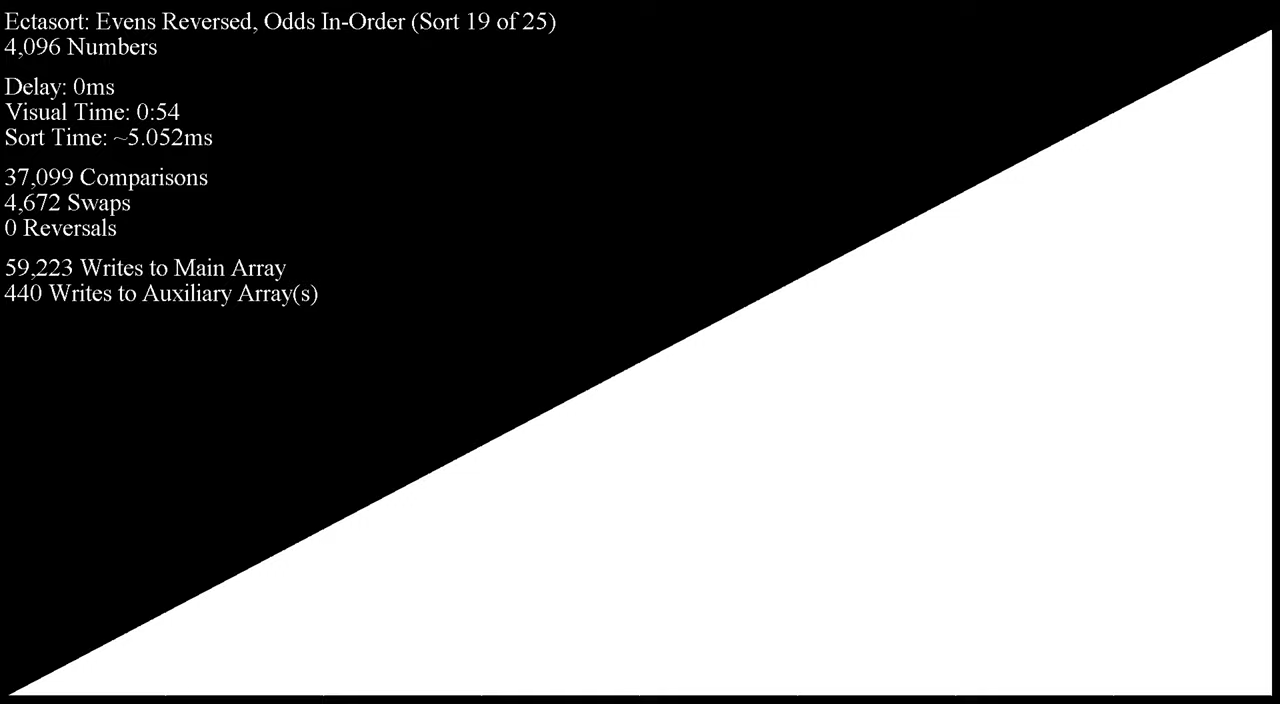 Ectasort: Evens Reversed, Odds In-Order (Sort 19 of 25)
4,096 Numbers
Delay: 0ms
Visual Time: 0:54
Sort Time: ~5.052ms
37,099 Comparisons
4,672 Swaps
0 Reversals
59,223 Writes to Main Array
440 Writes to Auxiliary Array(s)